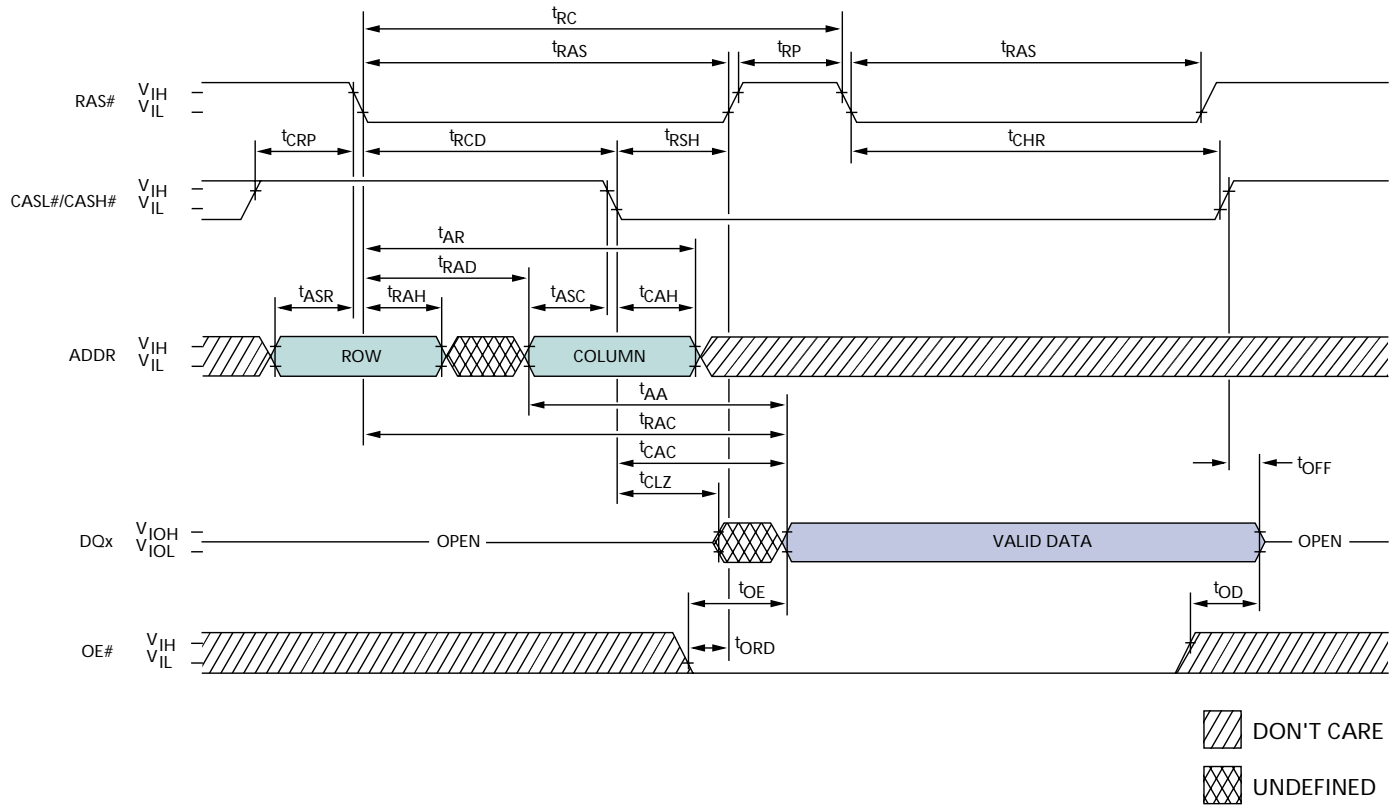 tRC
tRAS tRP tRAS
RAS# VIH
VIL
tCRP tRCD tRSH tCHR
CASL#/CASH# VIH
VIL
tAR
tRAD
tASR tRAH tASC tCAH
ADDR VIH
VIL
ROW COLUMN
tAA
tRAC
tCAC
tCLZ tOFF
DQx VIOH
VIOL
OPEN VALID DATA OPEN
tOE tOD
tORD
OE# VIH
VIL
DON'T CARE
UNDEFINED